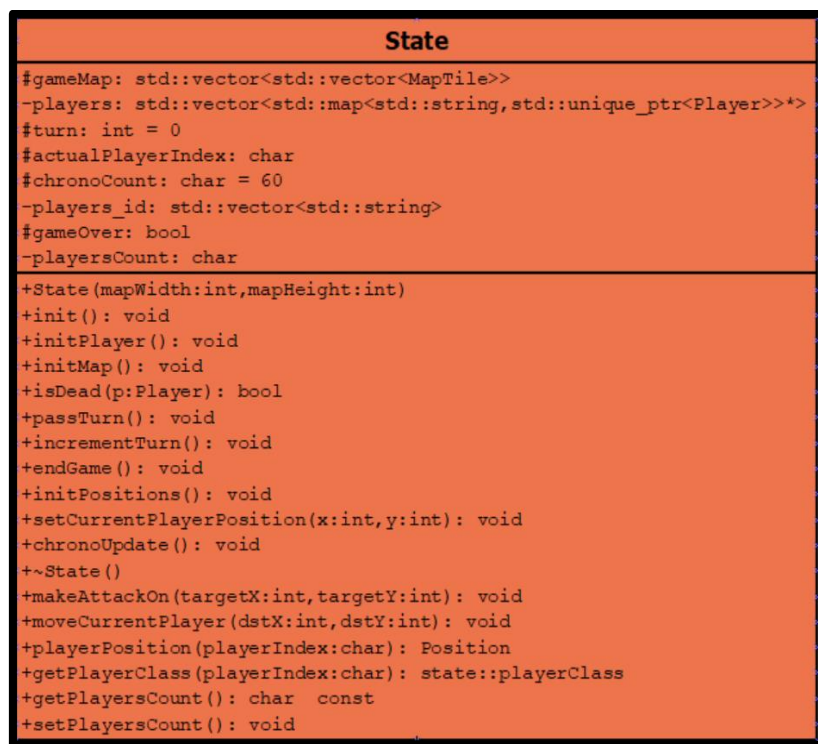 State
#gameMap: std::vector<std::vector<MapTile>>
-players: std::vector<std::map<std::string,std::unique_ptr<Player>>*>
#turn: int = 0
#actualPlayerIndex: char
#chronoCount: char = 60
-players_id: std::vector<std::string>
#gameOver: bool
-playersCount: char
+State(mapWidth:int,mapHeight:int)
+init(): void
+initPlayer(): void
+initMap(): void
+isDead(p:Player): bool
+passTurn(): void
+incrementTurn(): void
+endGame(): void
+initPositions(): void
+setCurrentPlayerPosition(x:int,y:int): void
+chronoUpdate(): void
+~State()
+makeAttackOn(targetX:int,targetY:int): void
+moveCurrentPlayer(dstX:int,dstY:int): void
+playerPosition(playerIndex:char): Position
+getPlayerClass(playerIndex:char): state::playerClass
+getPlayersCount(): char  const
+setPlayersCount(): void